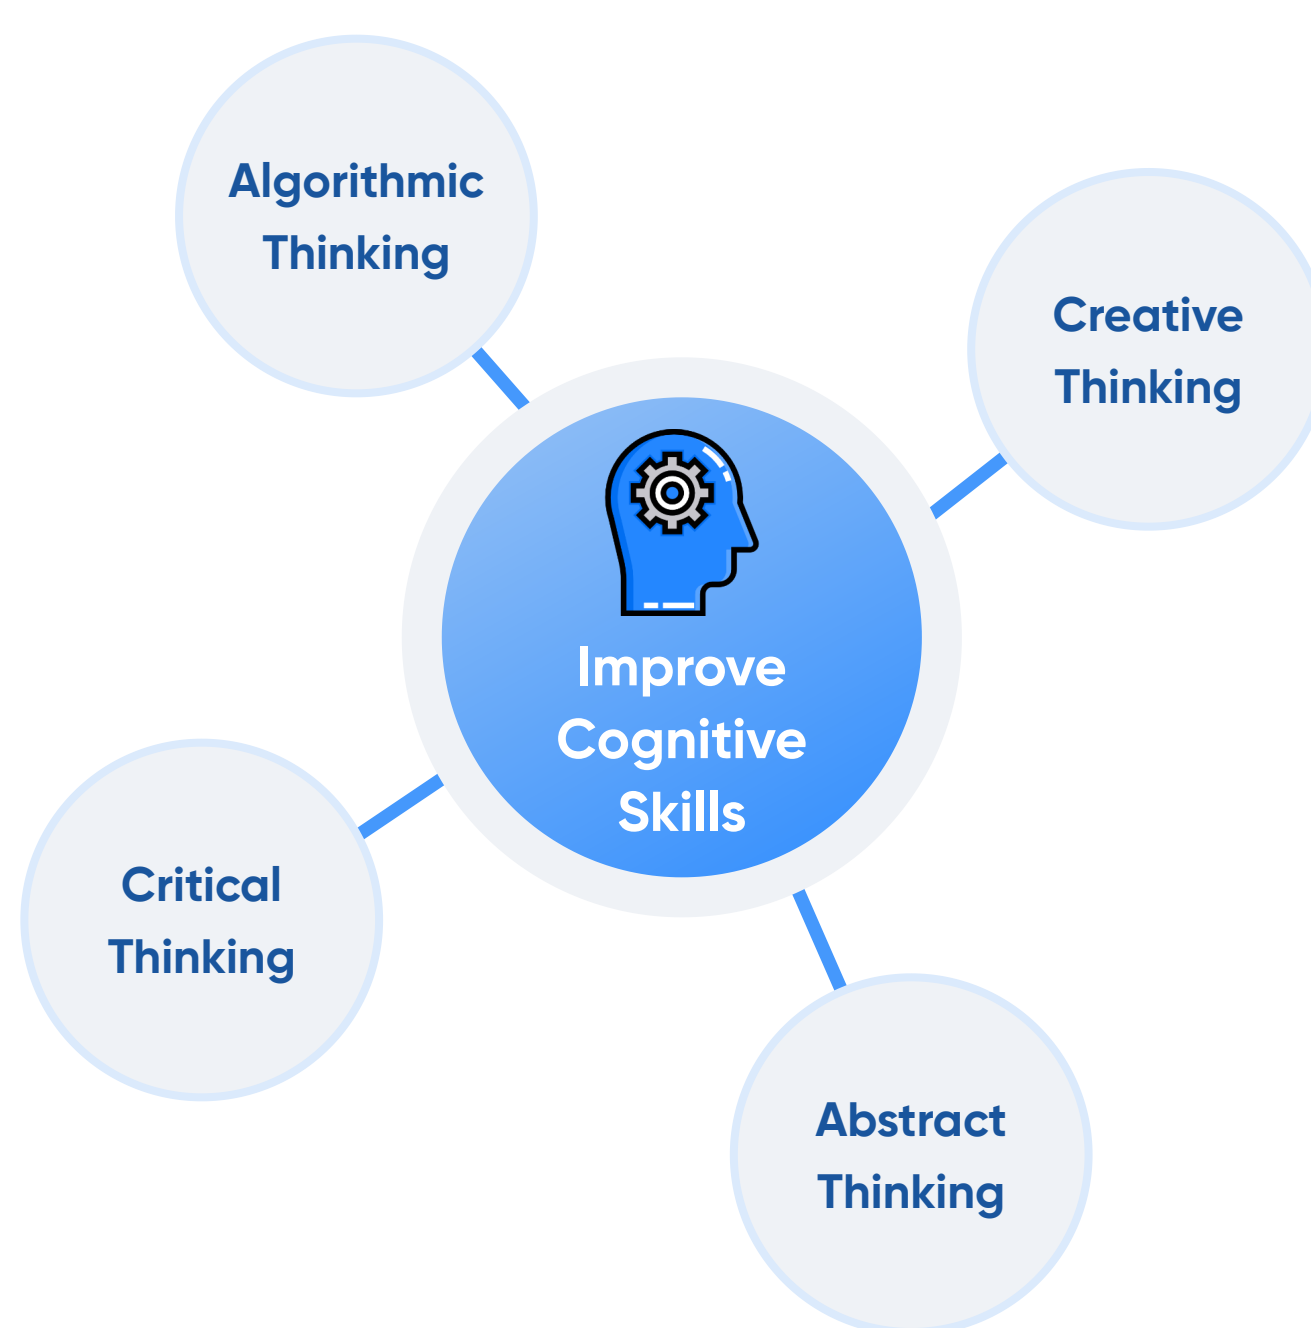 Algorithmic
Thinking
Creative
Thinking
Improve
Cognitive
Skills
Critical
Thinking
Abstract
Thinking